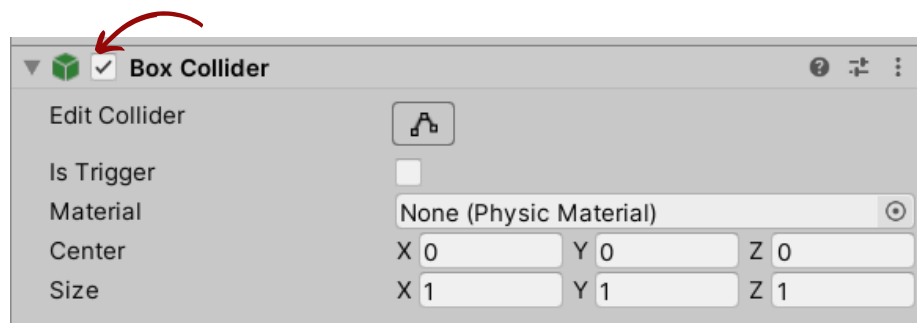 Box Collider
Edit Collider
Is Trigger
Material None (Physic Material)
Center X 0 Y 0 Z 0
Size X 1 Y 1 Z 1